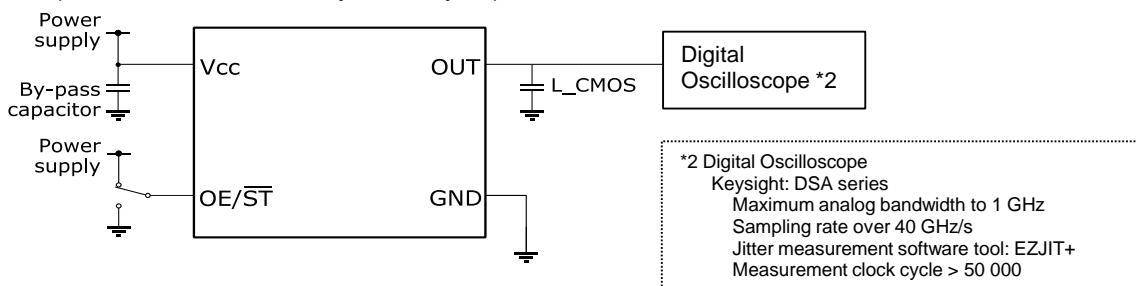 Power
supply
By-pass
capacitor
Power
supply
Vcc
OE/S̅T̅
OUT
GND
L_CMOS
Digital
Oscilloscope *2
*2 Digital Oscilloscope
Keysight: DSA series
Maximum analog bandwidth to 1 GHz
Sampling rate over 40 GHz/s
Jitter measurement software tool: EZJIT+
Measurement clock cycle > 50 000